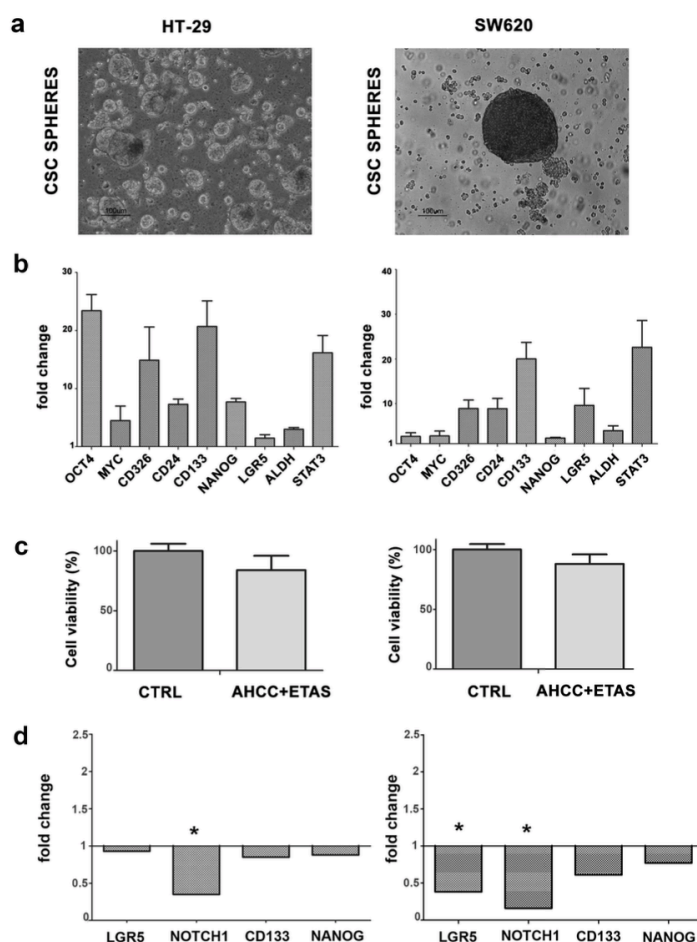 a
HT-29
SW620
CSC SPHERES
100µm
CSC SPHERES
100µm
b
fold change
30
20
10
1
OCT4 MYC CD326 CD24 CD133 NANOG LGR5 ALDH STAT3
fold change
40
30
20
10
1
OCT4 MYC CD326 CD24 CD133 NANOG LGR5 ALDH STAT3
c
Cell viability (%)
100
50
0
CTRL AHCC+ETAS
Cell viability (%)
100
50
0
CTRL AHCC+ETAS
d
fold change
2.5
2
1.5
1
0.5
0
* 
LGR5 NOTCH1 CD133 NANOG
fold change
2.5
2
1.5
1
0.5
0
* *
LGR5 NOTCH1 CD133 NANOG